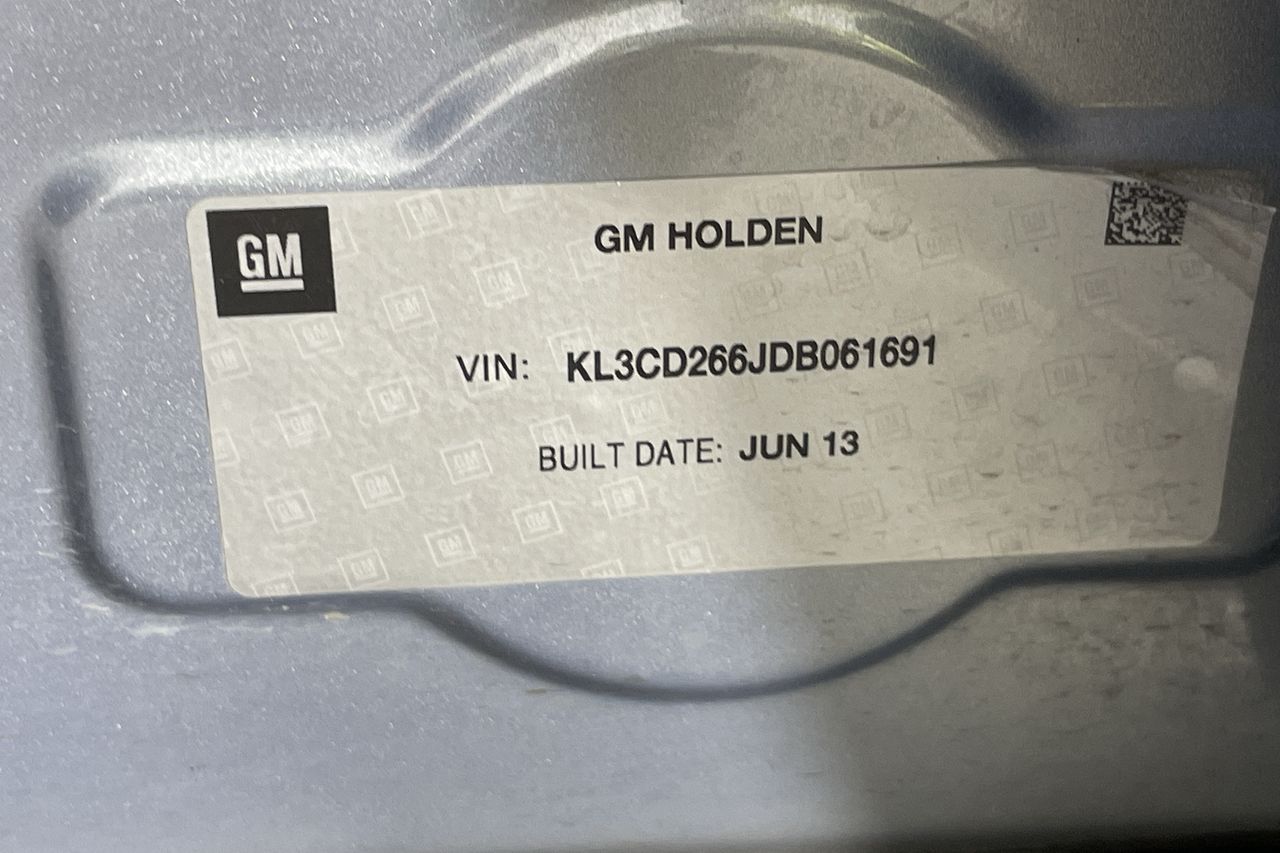 GM
GM HOLDEN
VIN: KL3CD266JDB061691
BUILT DATE: JUN 13